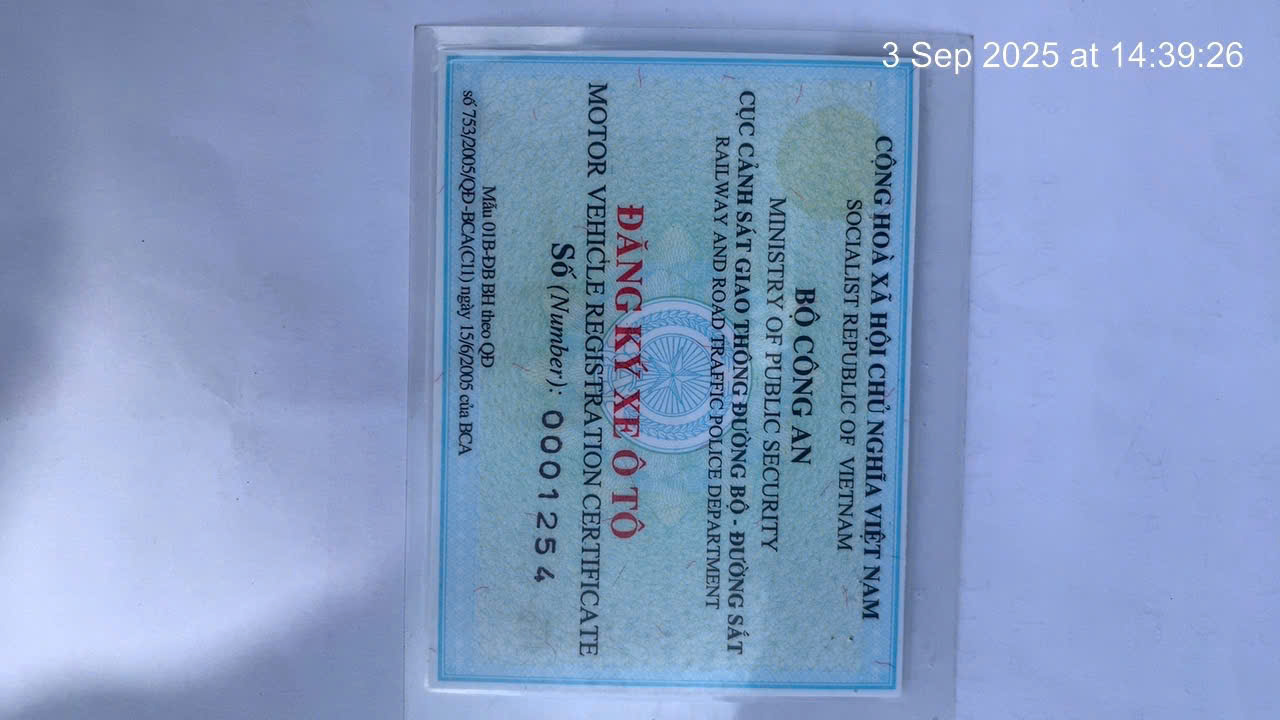 3 Sep 2025 at 14:39:26
CỘNG HOÀ XÃ HỘI CHỦ NGHĨA VIỆT NAM
SOCIALIST REPUBLIC OF VIETNAM
BỘ CÔNG AN
MINISTRY OF PUBLIC SECURITY
CỤC CẢNH SÁT GIAO THÔNG ĐƯỜNG BỘ - ĐƯỜNG SẮT
RAILWAY AND ROAD TRAFFIC POLICE DEPARTMENT
ĐĂNG KÝ XE Ô TÔ
MOTOR VEHICLE REGISTRATION CERTIFICATE
Số (Number): 0001254
Mẫu 01B-ĐB BH theo QĐ
số 753/2005/QĐ-BCA(C11) ngày 15/6/2005 của BCA